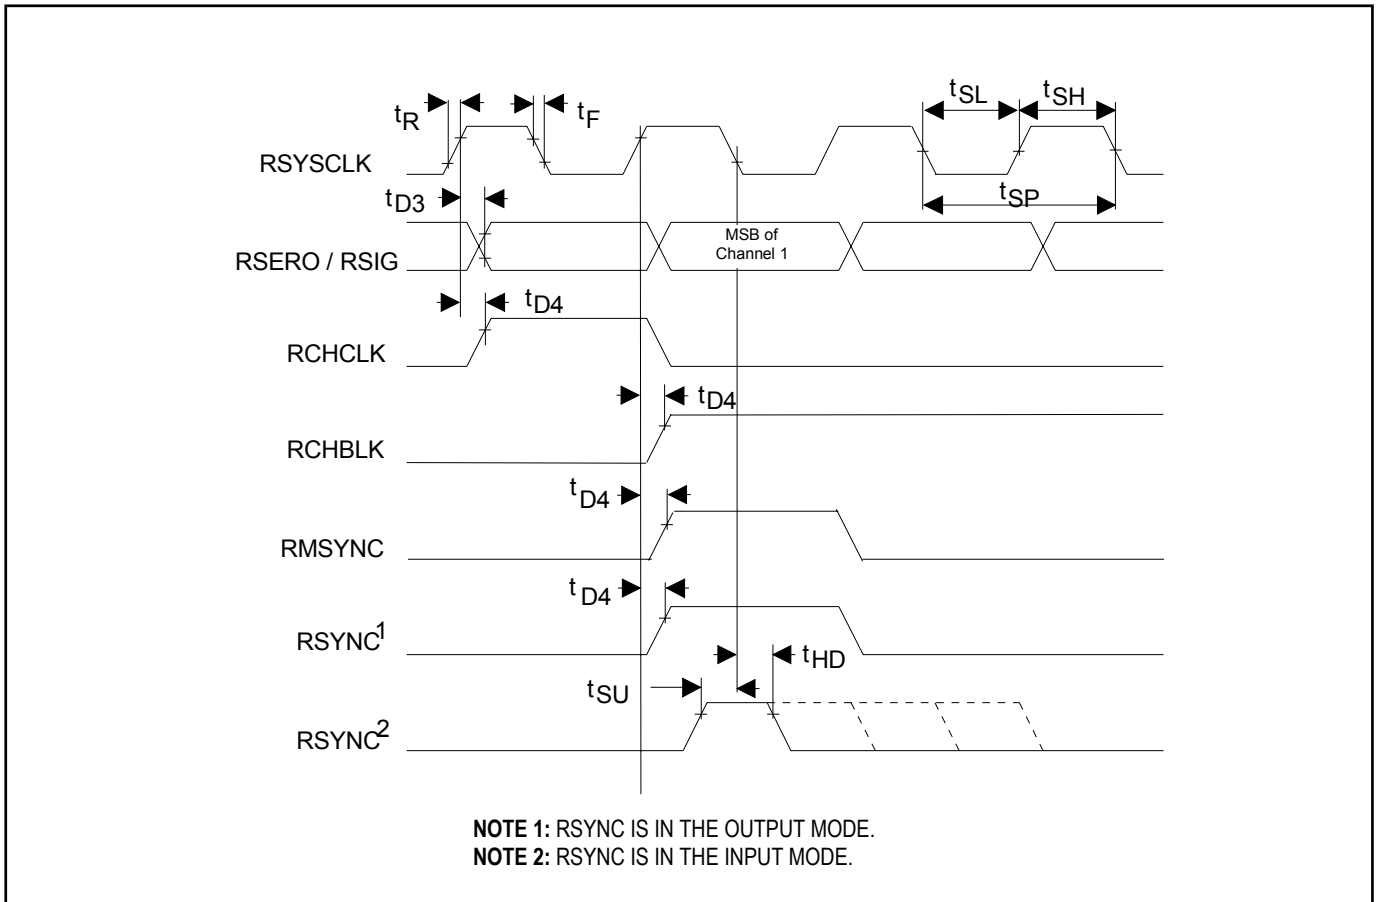 tR
tF
tSL
tSH
RSYSCLK
tD3
tSP
RSERO / RSIG
MSB of
Channel 1
tD4
RCHCLK
tD4
RCHBLK
tD4
RMSYNC
tD4
RSYNC1
tHD
tSU
RSYNC2
NOTE 1: RSYNC IS IN THE OUTPUT MODE.
NOTE 2: RSYNC IS IN THE INPUT MODE.